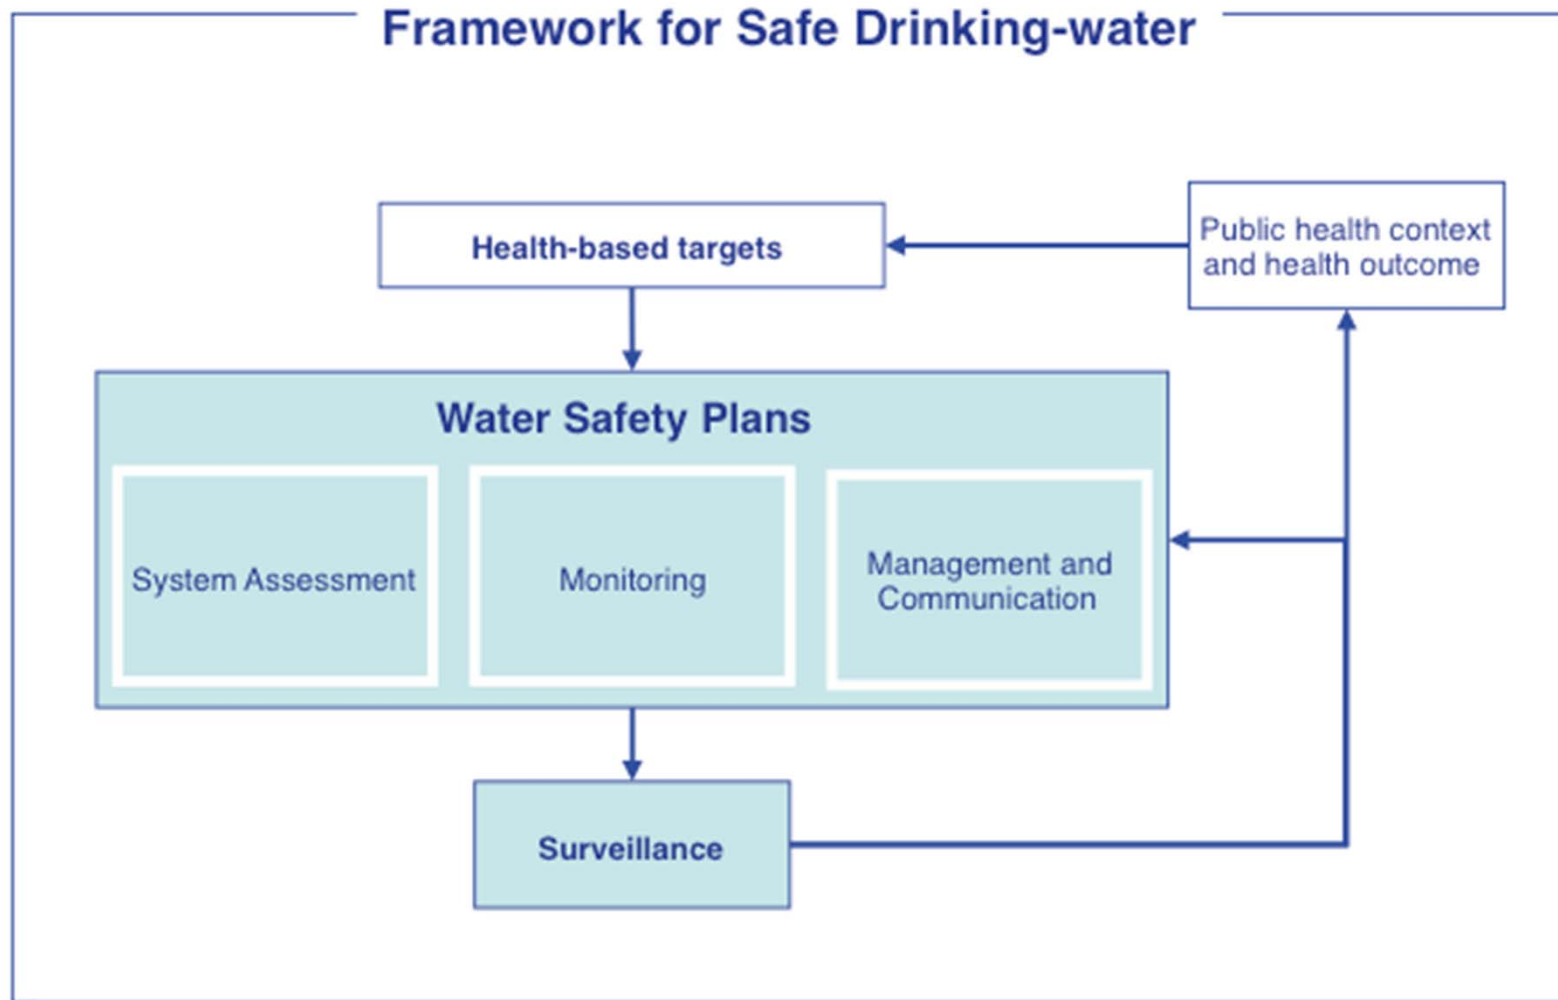 Framework for Safe Drinking-water
Health-based targets
Public health context
and health outcome
Water Safety Plans
System Assessment
Monitoring
Management and
Communication
Surveillance